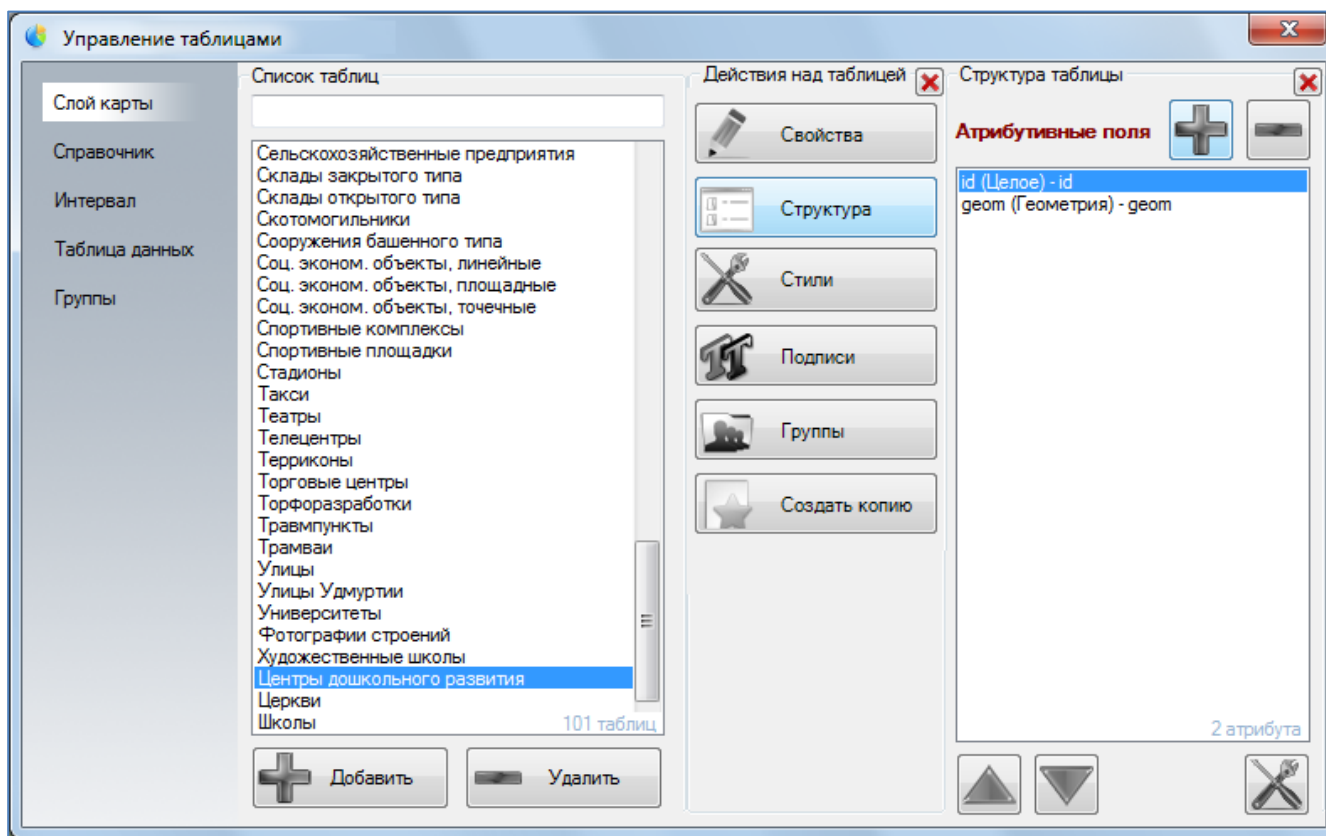 Управление таблицами
Слой карты
Справочник
Интервал
Таблица данных
Группы
Список таблиц
Сельскохозяйственные предприятия
Склады закрытого типа
Склады открытого типа
Скотомогильники
Сооружения башенного типа
Соц. эконом. объекты, линейные
Соц. эконом. объекты, площадные
Соц. эконом. объекты, точечные
Спортивные комплексы
Спортивные площадки
Стадионы
Такси
Театры
Телецентры
Терриконы
Торговые центры
Торфоразработки
Травмпункты
Трамваи
Улицы
Улицы Удмуртии
Университеты
Фотографии строений
Художественные школы
Центры дошкольного развития
Церкви
Школы
101 таблиц
Добавить
Удалить
Действия над таблицей
Свойства
Структура
Стили
Подписи
Группы
Создать копию
Структура таблицы
Атрибутивные поля
id (Целое) - id
geom (Геометрия) - geom
2 атрибута